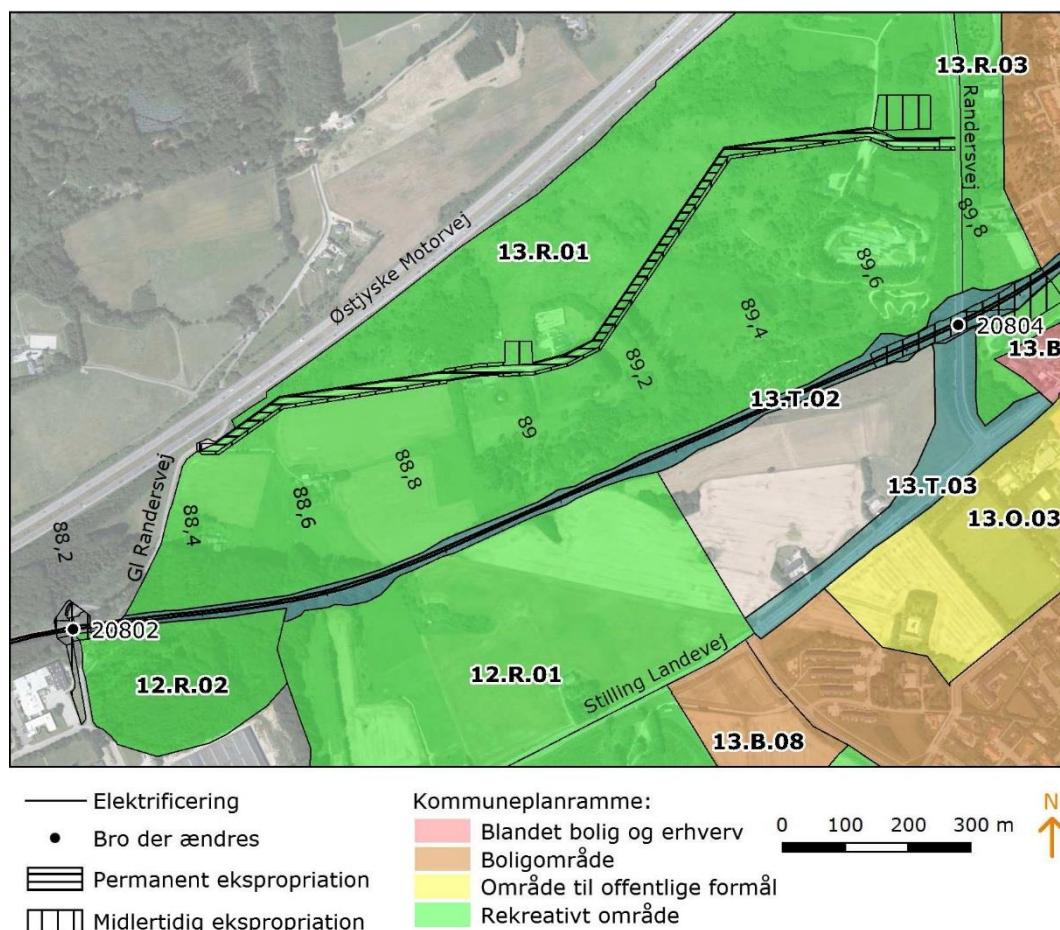 13.R.03
Randersvej
89,8
13.R.01
Østjyske Motorvej
89,6
89,4
20804
13.B
89,2
13.T.02
89
88,8
13.T.03
88,6
13.O.03
88,4
Gl Randersvej
88,2
20802
12.R.02
12.R.01
Stilling Landevej
13.B.08
Elektrificering
Bro der ændres
Permanent ekspropriation
Midlertidig ekspropriation
Kommuneplanramme:
Blandet bolig og erhverv
Boligområde
Område til offentlige formål
Rekreativt område
0 100 200 300 m
N